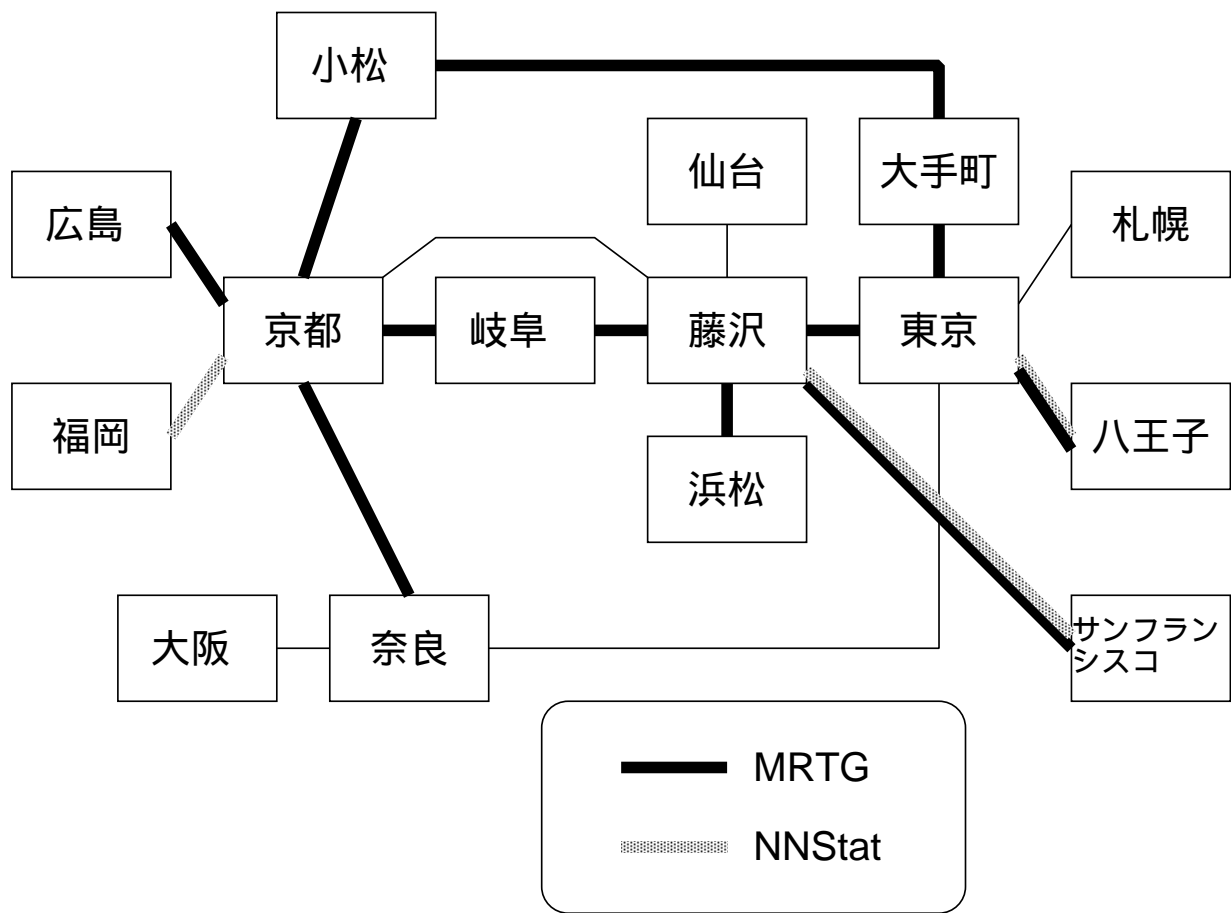 小松
仙台
大手町
広島
札幌
京都
岐阜
藤沢
東京
福岡
八王子
浜松
大阪
奈良
サンフラン
シスコ
MRTG
NNStat